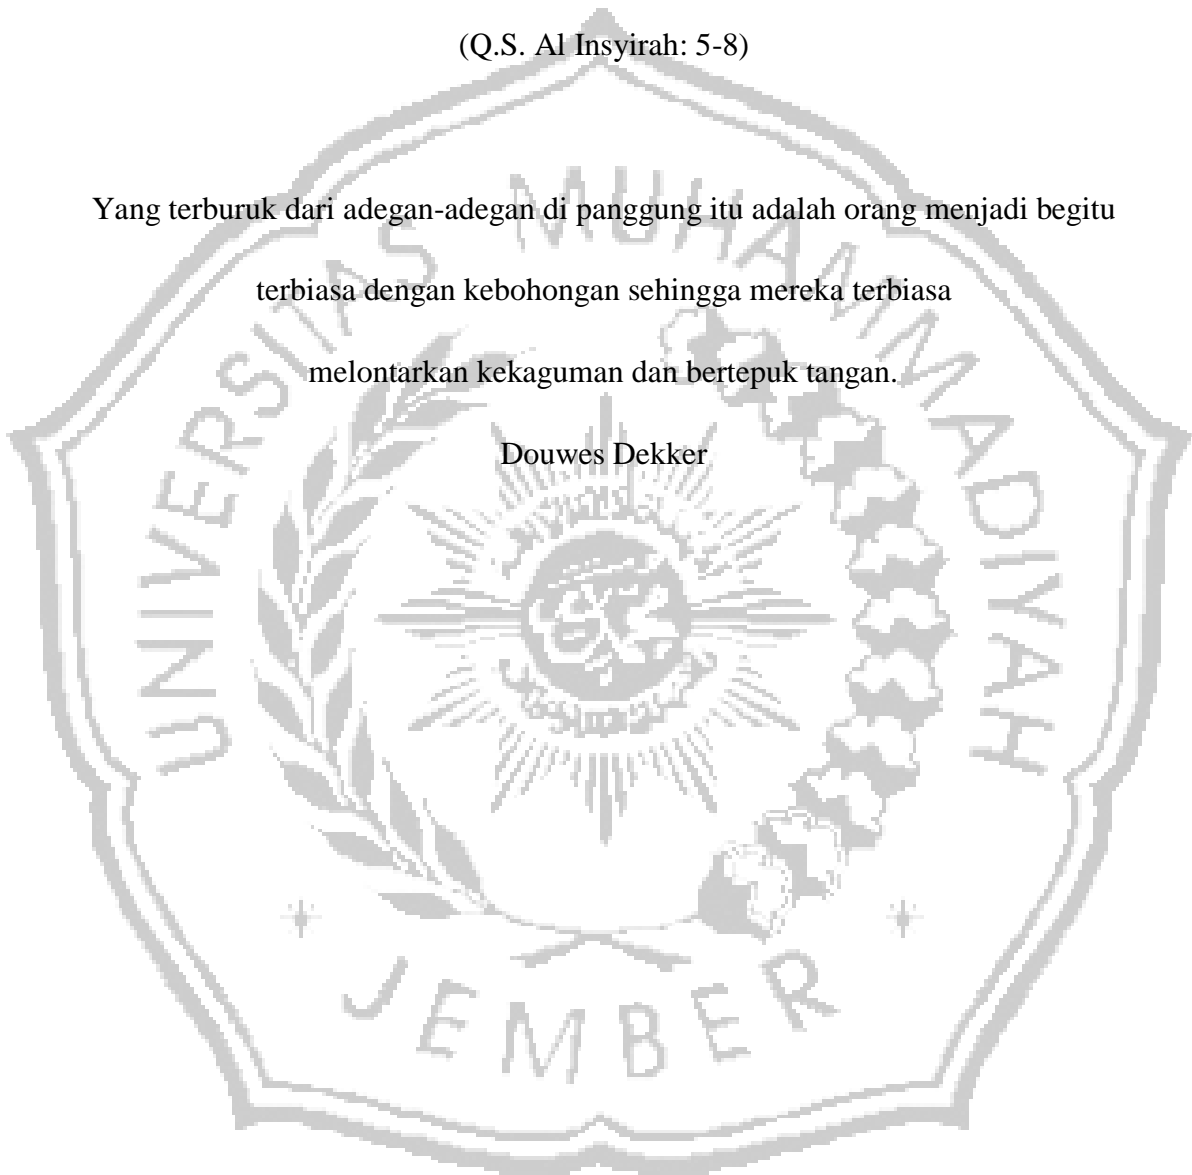 (Q.S. Al Insyirah: 5-8)
Yang terburuk dari adegan-adegan di panggung itu adalah orang menjadi begitu
terbiasa dengan kebohongan sehingga mereka terbiasa
melontarkan kekaguman dan bertepuk tangan.
Douwes Dekker
UNIVERSITAS MUHAMMADIYAH
JEMBER